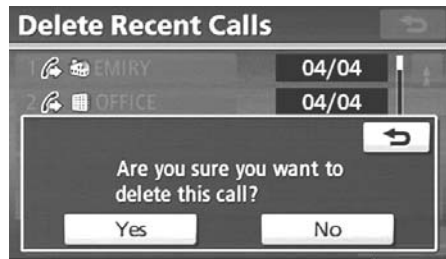 Delete Recent Calls
1 EMIRY 04/04
2 OFFICE 04/04
Are you sure you want to
delete this call?
Yes No